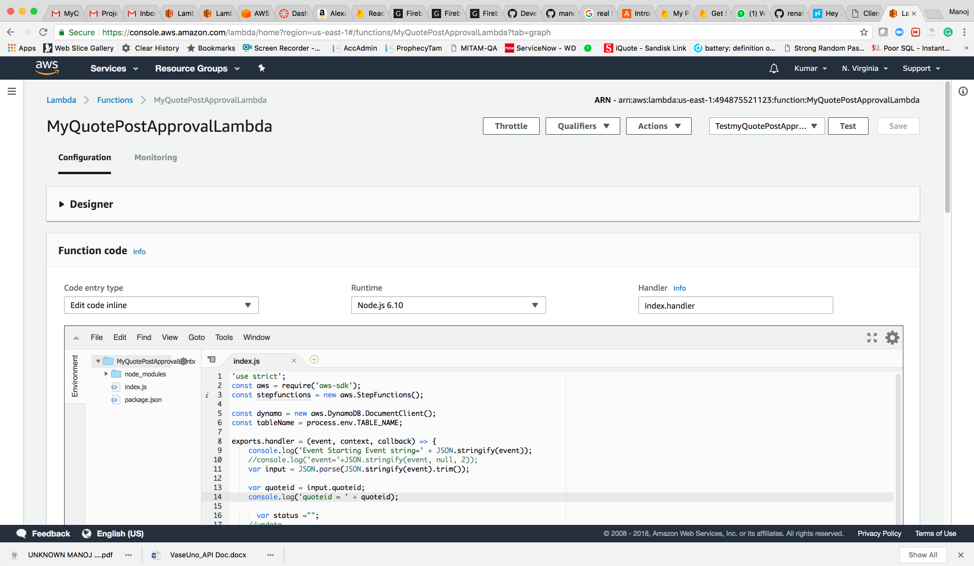 MyQ
Proje
Inbo
Laml
Laml
AWS
Dash
Alexa
Reac
Fireb
Fireb
Fireb
Deve
manc
real
Intro
My P
Get
(1) W
renai
Hey
Clien
La
Manoj
Secure https://console.aws.amazon.com/lambda/home?region=us-east-1#/functions/MyQuotePostApprovalLambda?tab=graph
Apps Web Slice Gallery Clear History Bookmarks Screen Recorder -... AccAdmin ProphecyTam MITAM-QA ServiceNow - WD iQuote - Sandisk Link battery: definition o... Strong Random Pas... Poor SQL - Instant... »
aws Services Resource Groups Kumar N. Virginia Support
Lambda Functions MyQuotePostApprovalLambda ARN - arn:aws:lambda:us-east-1:494875521123:function:MyQuotePostApprovalLambda
MyQuotePostApprovalLambda Throttle Qualifiers Actions TestmyQuotePostAppr... Test Save
Configuration Monitoring
Designer
Function code Info
Code entry type Runtime Handler Info
Edit code inline Node.js 6.10 index.handler
File Edit Find View Goto Tools Window
Environment
MyQuotePostApproval
node_modules
index.js
package.json
index.js
1 'use strict';
2 const aws = require('aws-sdk');
3 const stepfunctions = new aws.StepFunctions();
4
5 const dynamo = new aws.DynamoDB.DocumentClient();
6 const tableName = process.env.TABLE_NAME;
7
8 exports.handler = (event, context, callback) => {
9 console.log('Event Starting Event string=' + JSON.stringify(event));
10 //console.log('event='+JSON.stringify(event, null, 2));
11 var input = JSON.parse(JSON.stringify(event).trim());
12
13 var quoteid = input.quoteid;
14 console.log('quoteid = ' + quoteid);
15
16 var status ="";
17 //update
Feedback English (US) © 2008 - 2018, Amazon Web Services, Inc. or its affiliates. All rights reserved. Privacy Policy Terms of Use
UNKNOWN MANOJ ....pdf VaseUno_API Doc.docx Show All